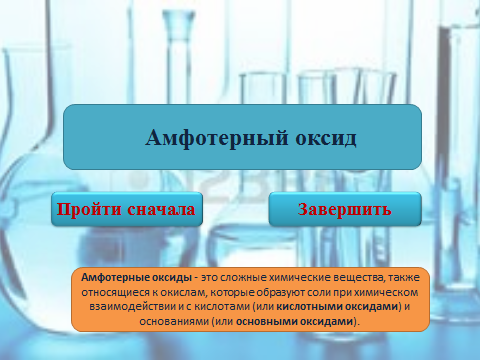 Амфотерный оксид
Пройти сначала
Завершить
Амфотерные оксиды - это сложные химические вещества, также
относящиеся к окислам, которые образуют соли при химическом
взаимодействии и с кислотами (или кислотными оксидами) и
основаниями (или основными оксидами).